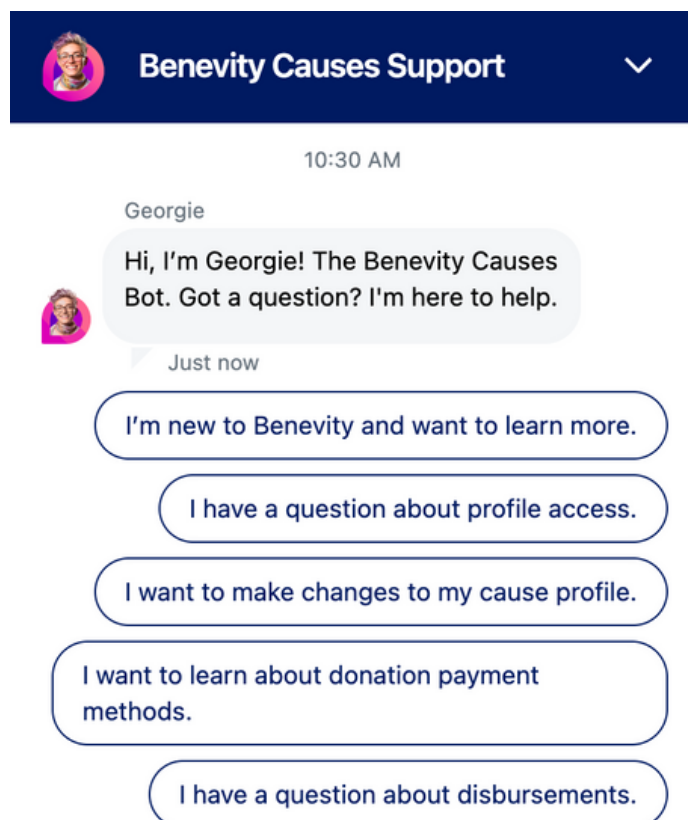 Benevity Causes Support
10:30 AM
Georgie
Hi, I’m Georgie! The Benevity Causes
Bot. Got a question? I'm here to help.
Just now
I’m new to Benevity and want to learn more.
I have a question about profile access.
I want to make changes to my cause profile.
I want to learn about donation payment
methods.
I have a question about disbursements.